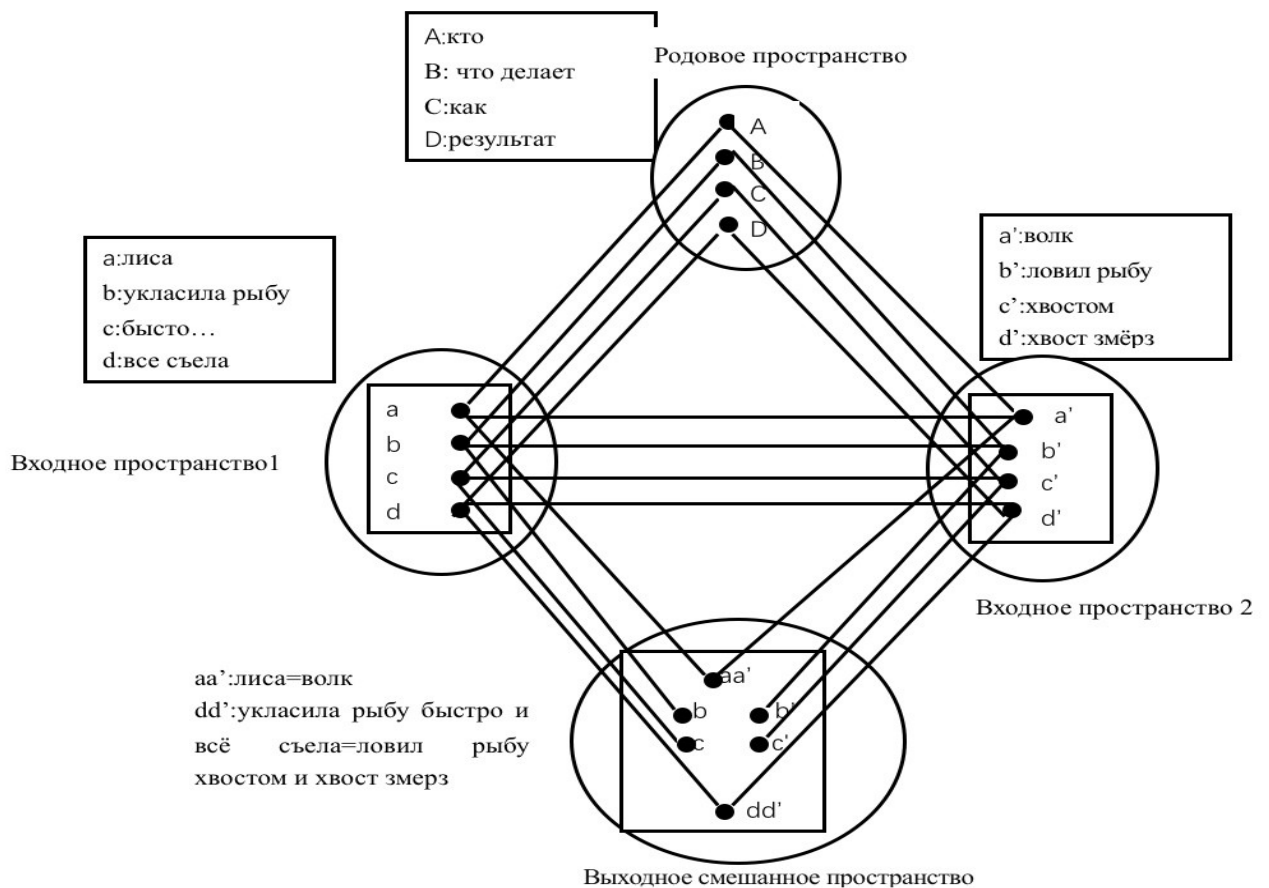 A:кто
B: что делает
C:как
D:результат
Родовое пространство
A
B
C
D
a:лиса
b:укласила рыбу
c:бысто…
d:все съела
a’:волк
b’:ловил рыбу
c’:хвостом
d’:хвост змёрз
Входное пространство1
a
b
c
d
a’
b’
c’
d’
Входное пространство 2
aa’:лиса=волк
dd’:укласила рыбу быстро и
всё съела=ловил рыбу
хвостом и хвост змерз
aa’
b b’
c c’
dd’
Выходное смешанное пространство